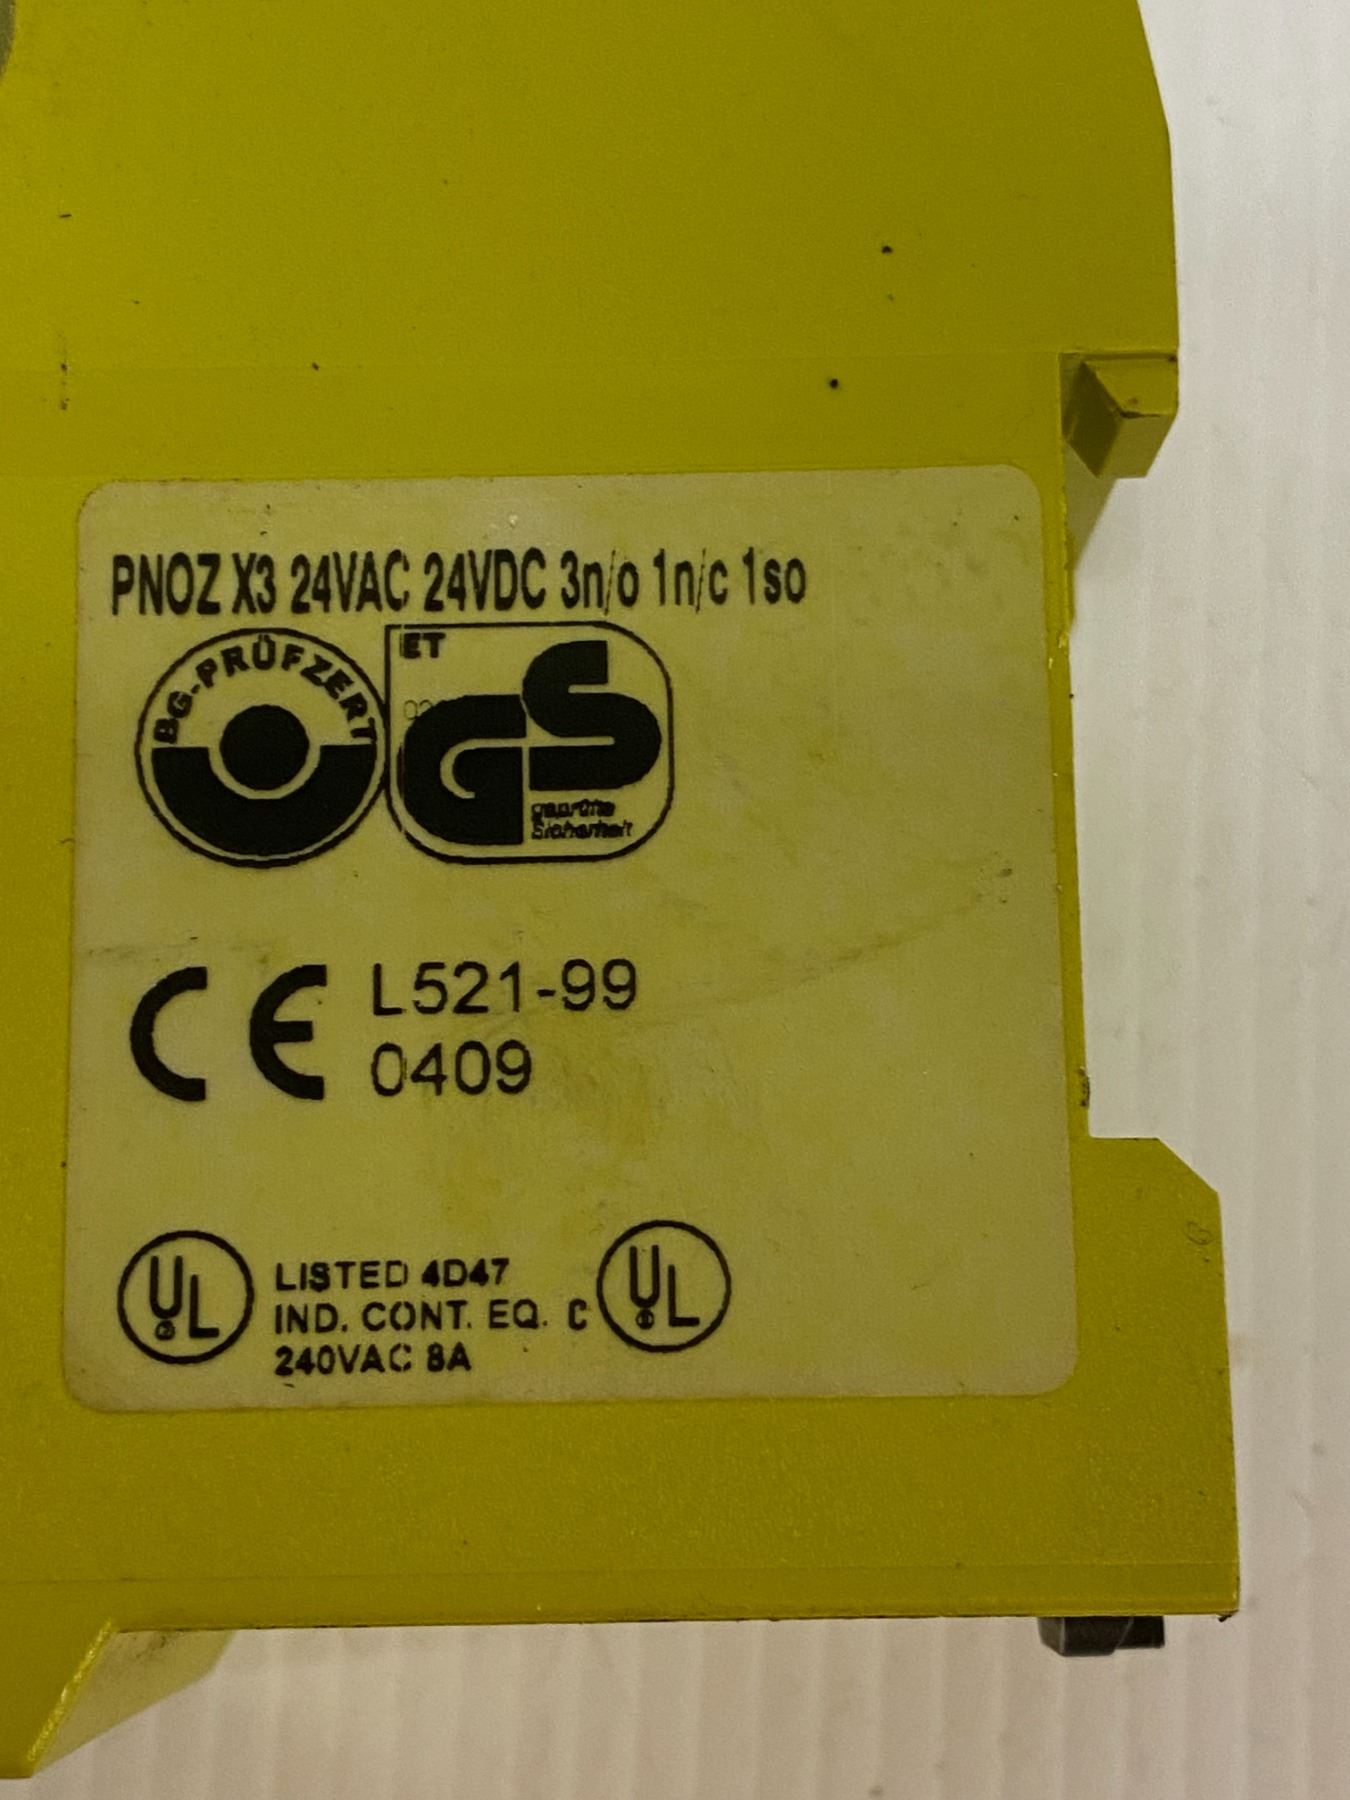 PNOZ X3 24VAC 24VDC 3n/o 1n/c 1so
BG-PRÜFZERT
ET
GS
geprüfte
Sicherheit
CE L521-99
0409
UL LISTED 4D47
IND. CONT. EQ. C UL
240VAC 8A